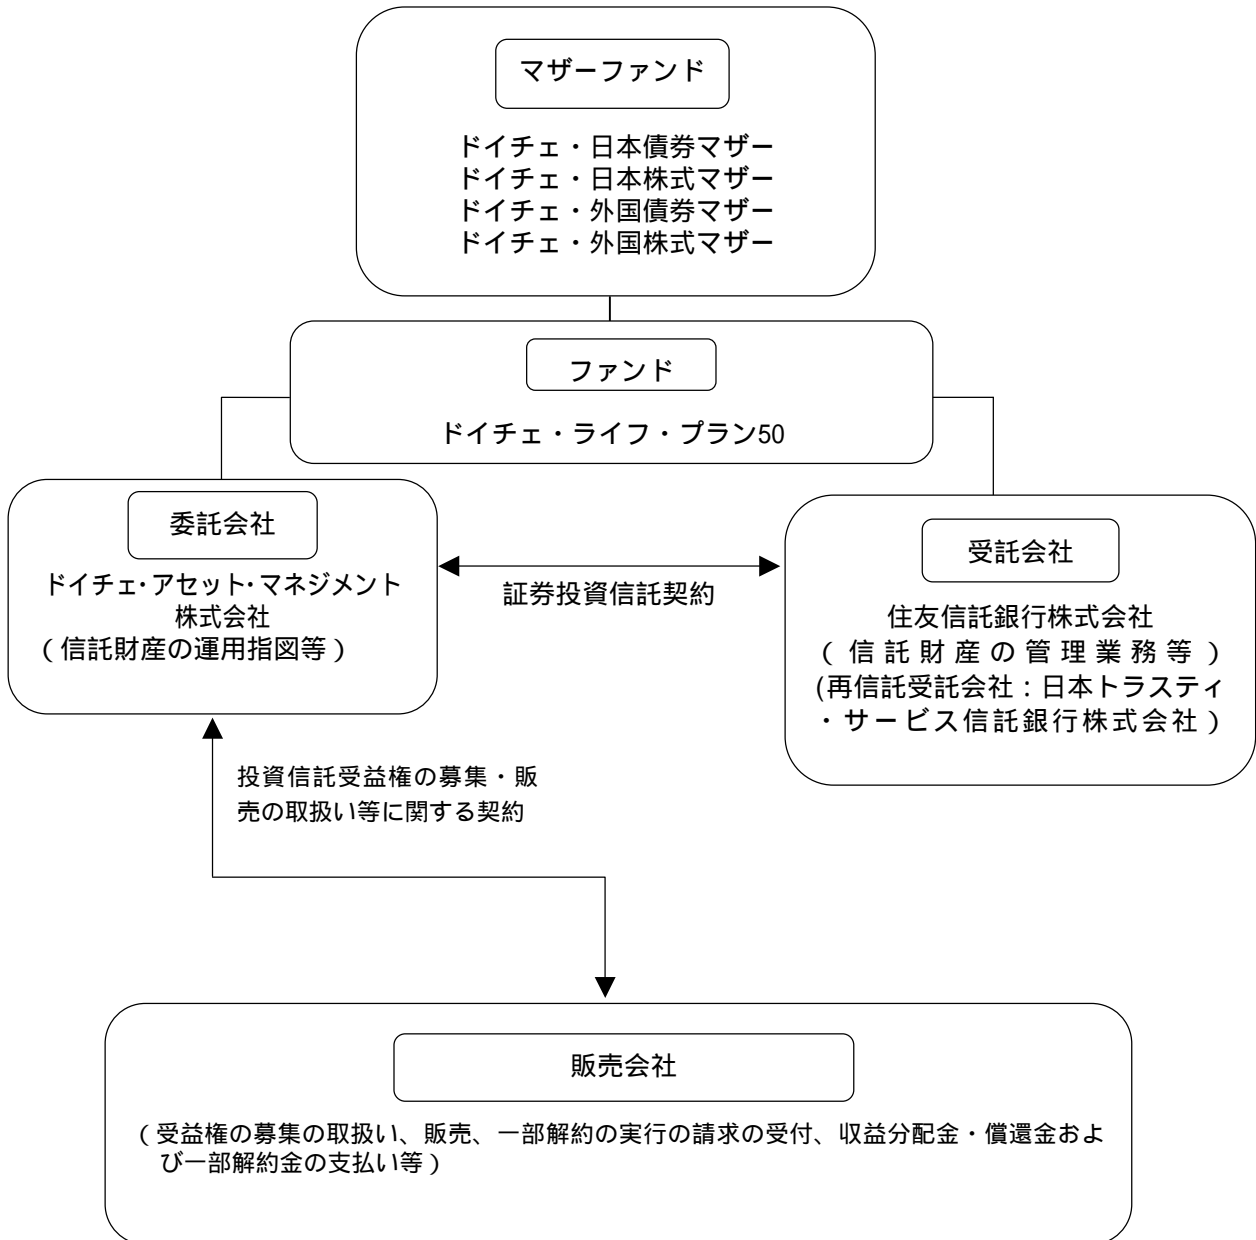 マザーファンド
ドイチェ・日本債券マザー
ドイチェ・日本株式マザー
ドイチェ・外国債券マザー
ドイチェ・外国株式マザー
ファンド
ドイチェ・ライフ・プラン50
委託会社
ドイチェ・アセット・マネジメント
株式会社
(信託財産の運用指図等)
証券投資信託契約
受託会社
住友信託銀行株式会社
(信託財産の管理業務等)
(再信託受託会社:日本トラスティ
・サービス信託銀行株式会社)
投資信託受益権の募集・販
売の取扱い等に関する契約
販売会社
(受益権の募集の取扱い、販売、一部解約の実行の請求の受付、収益分配金・償還金およ
び一部解約金の支払い等)